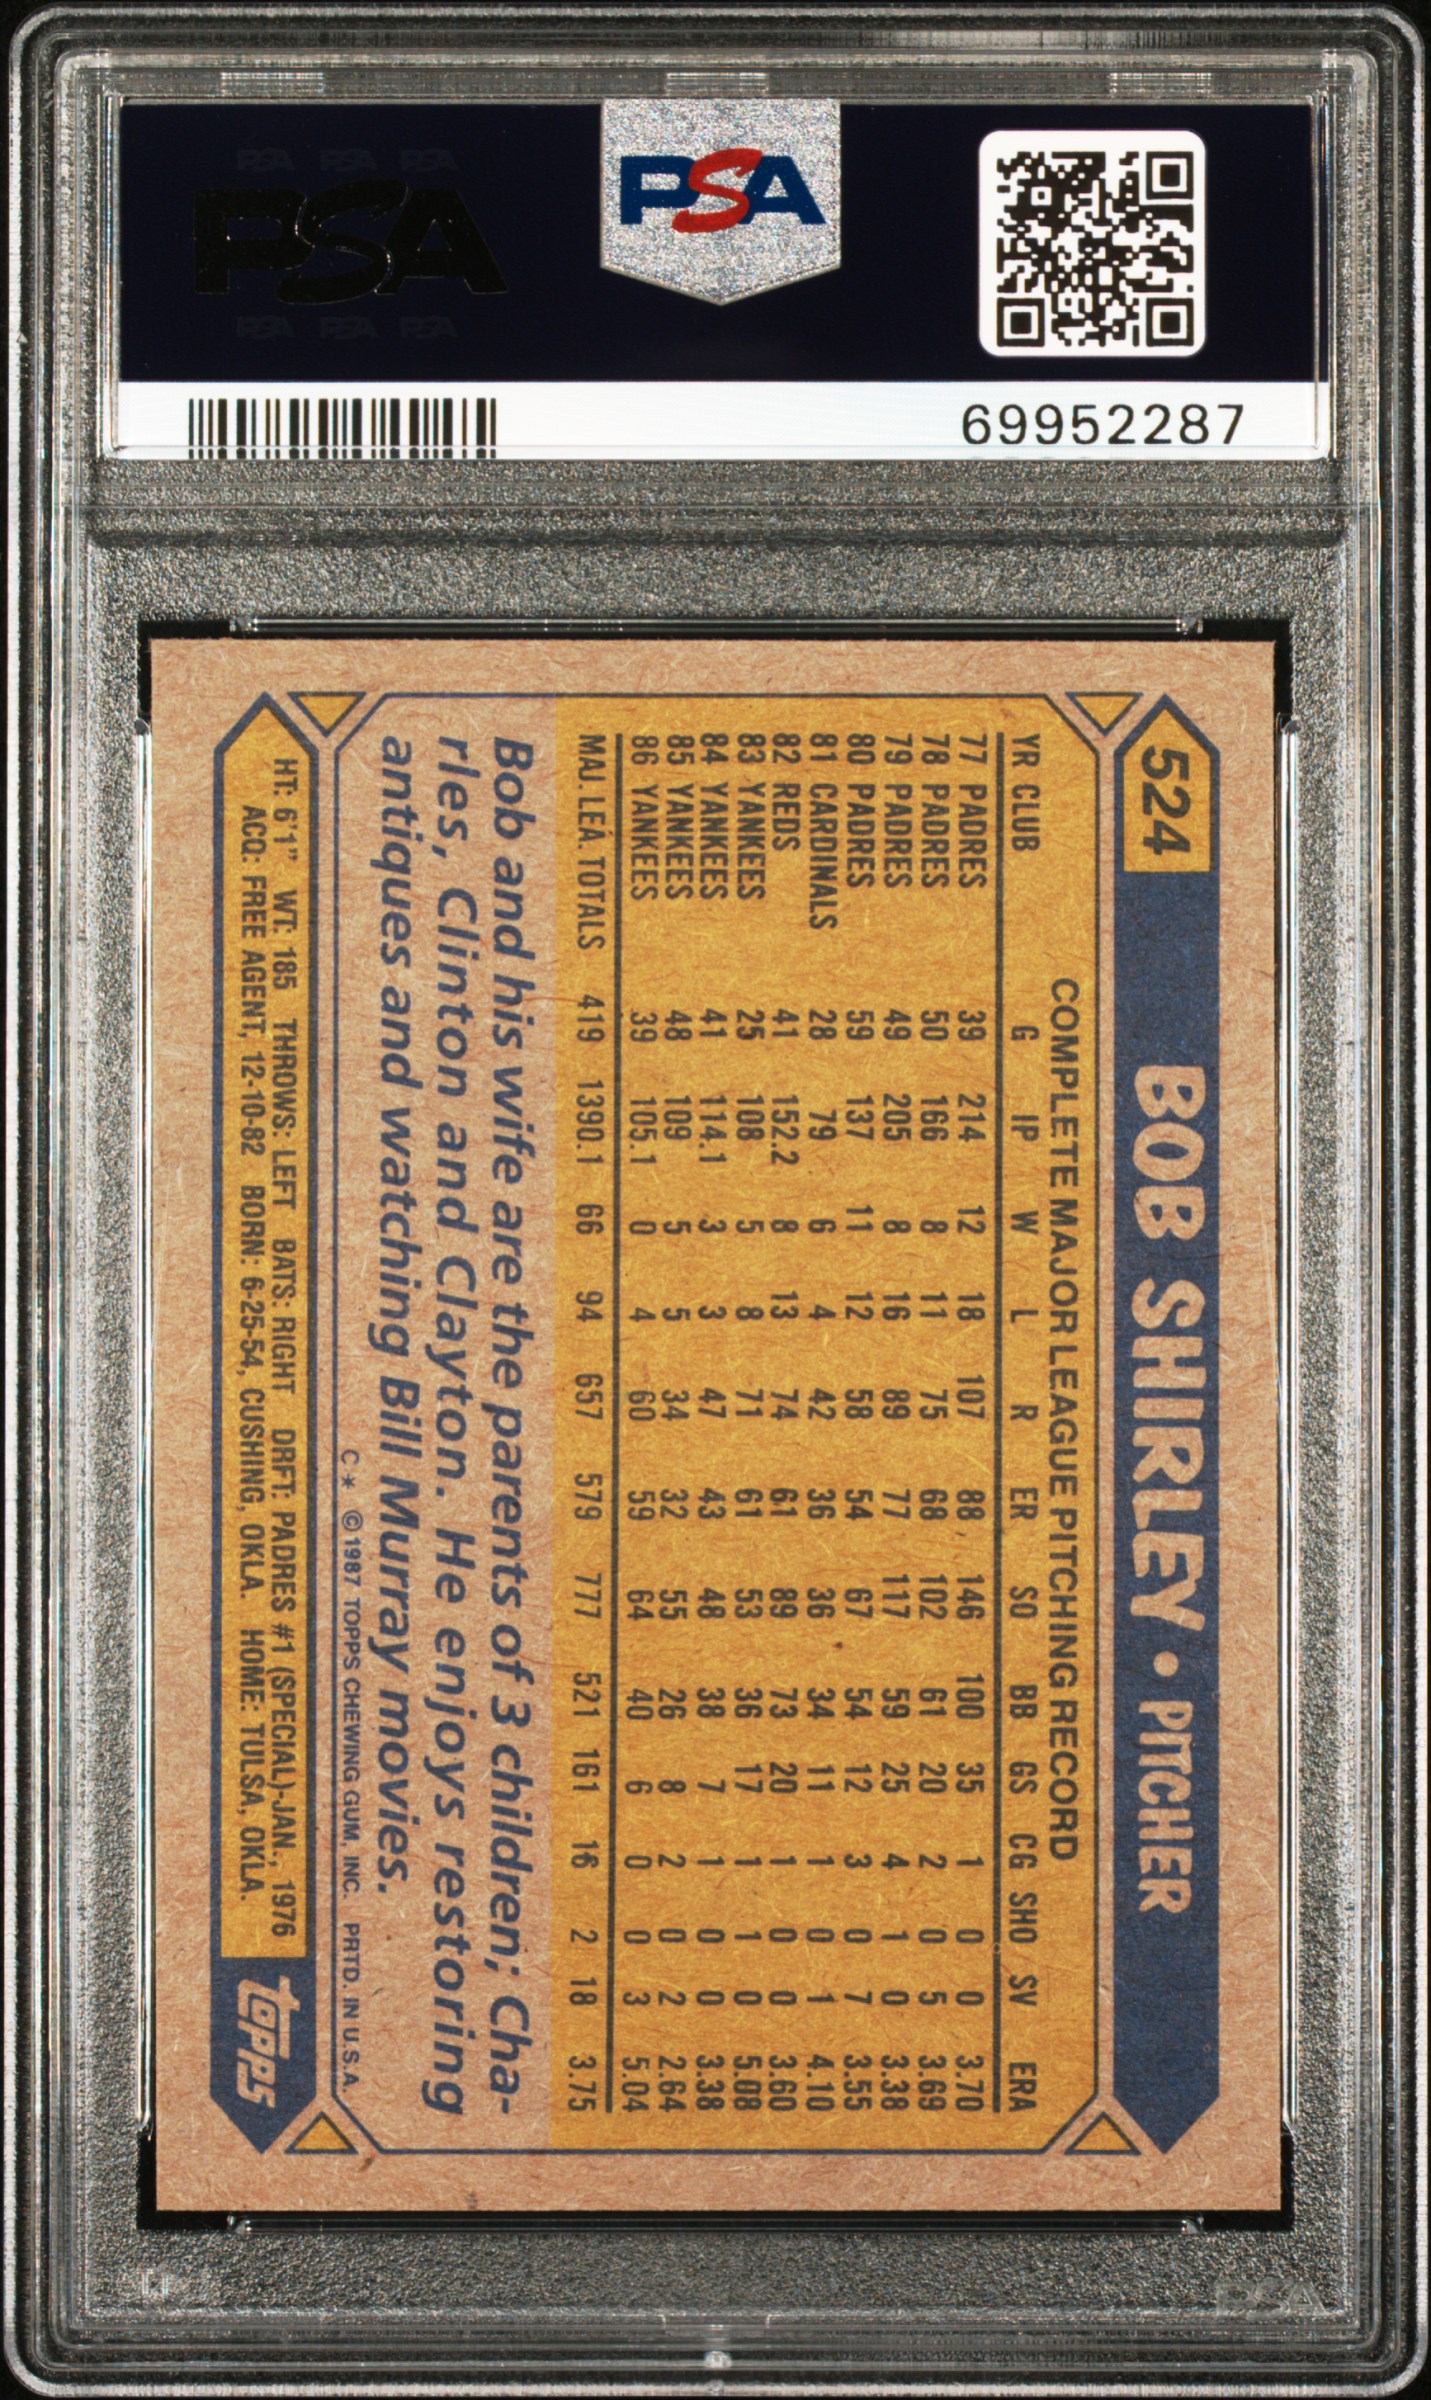 PSA PSA PSA
PSA
PSA PSA PSA
PSA
69952287
524 BOB SHIRLEY • PITCHER
COMPLETE MAJOR LEAGUE PITCHING RECORD
YR CLUB G IP W L R ER SO BB GS CG SHO SV ERA
77 PADRES 39 214 12 18 107 88 146 100 35 1 0 0 3.70
78 PADRES 50 166 8 11 75 68 102 61 20 2 0 5 3.69
79 PADRES 49 205 8 16 89 77 117 59 25 4 1 0 3.38
80 PADRES 59 137 11 12 58 54 67 54 12 3 0 7 3.55
81 CARDINALS 28 79 6 4 42 36 36 34 11 1 0 1 4.10
82 REDS 41 152.2 8 13 74 61 89 73 20 1 0 0 3.60
83 YANKEES 25 108 5 8 71 61 53 36 17 1 1 0 5.08
84 YANKEES 41 114.1 3 3 47 43 48 38 7 1 0 0 3.38
85 YANKEES 48 109 5 5 34 32 55 26 8 2 0 2 2.64
86 YANKEES 39 105.1 0 4 60 59 64 40 6 0 0 3 5.04
MAJ. LEA. TOTALS 419 1390.1 66 94 657 579 777 521 161 16 2 18 3.75
Bob and his wife are the parents of 3 children; Cha-
rles, Clinton and Clayton. He enjoys restoring
antiques and watching Bill Murray movies.
C* ©1987 TOPPS CHEWING GUM, INC. PRTD. IN U.S.A.
HT: 6'1" WT: 185 THROWS: LEFT BATS: RIGHT DRFT: PADRES #1 (SPECIAL)-JAN., 1976
ACQ: FREE AGENT, 12-10-82 BORN: 6-25-54, CUSHING, OKLA. HOME: TULSA, OKLA.
topps
PSA